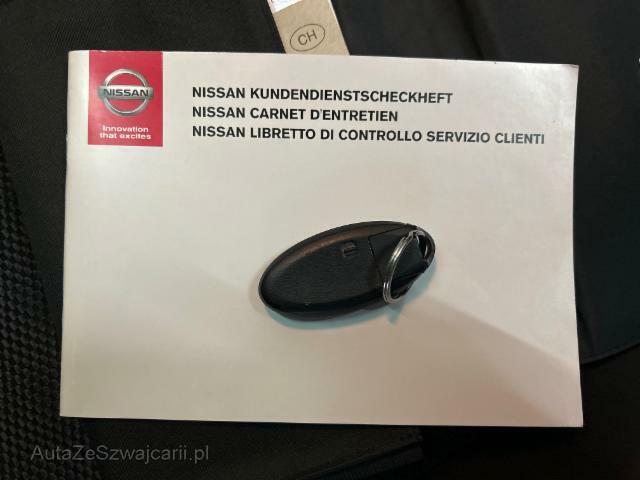 CH
NISSAN
Innovation
that excites
NISSAN KUNDENDIENSTSCHECKHEFT
NISSAN CARNET D'ENTRETIEN
NISSAN LIBRETTO DI CONTROLLO SERVIZIO CLIENTI
AutaZeSzwajcarii.pl